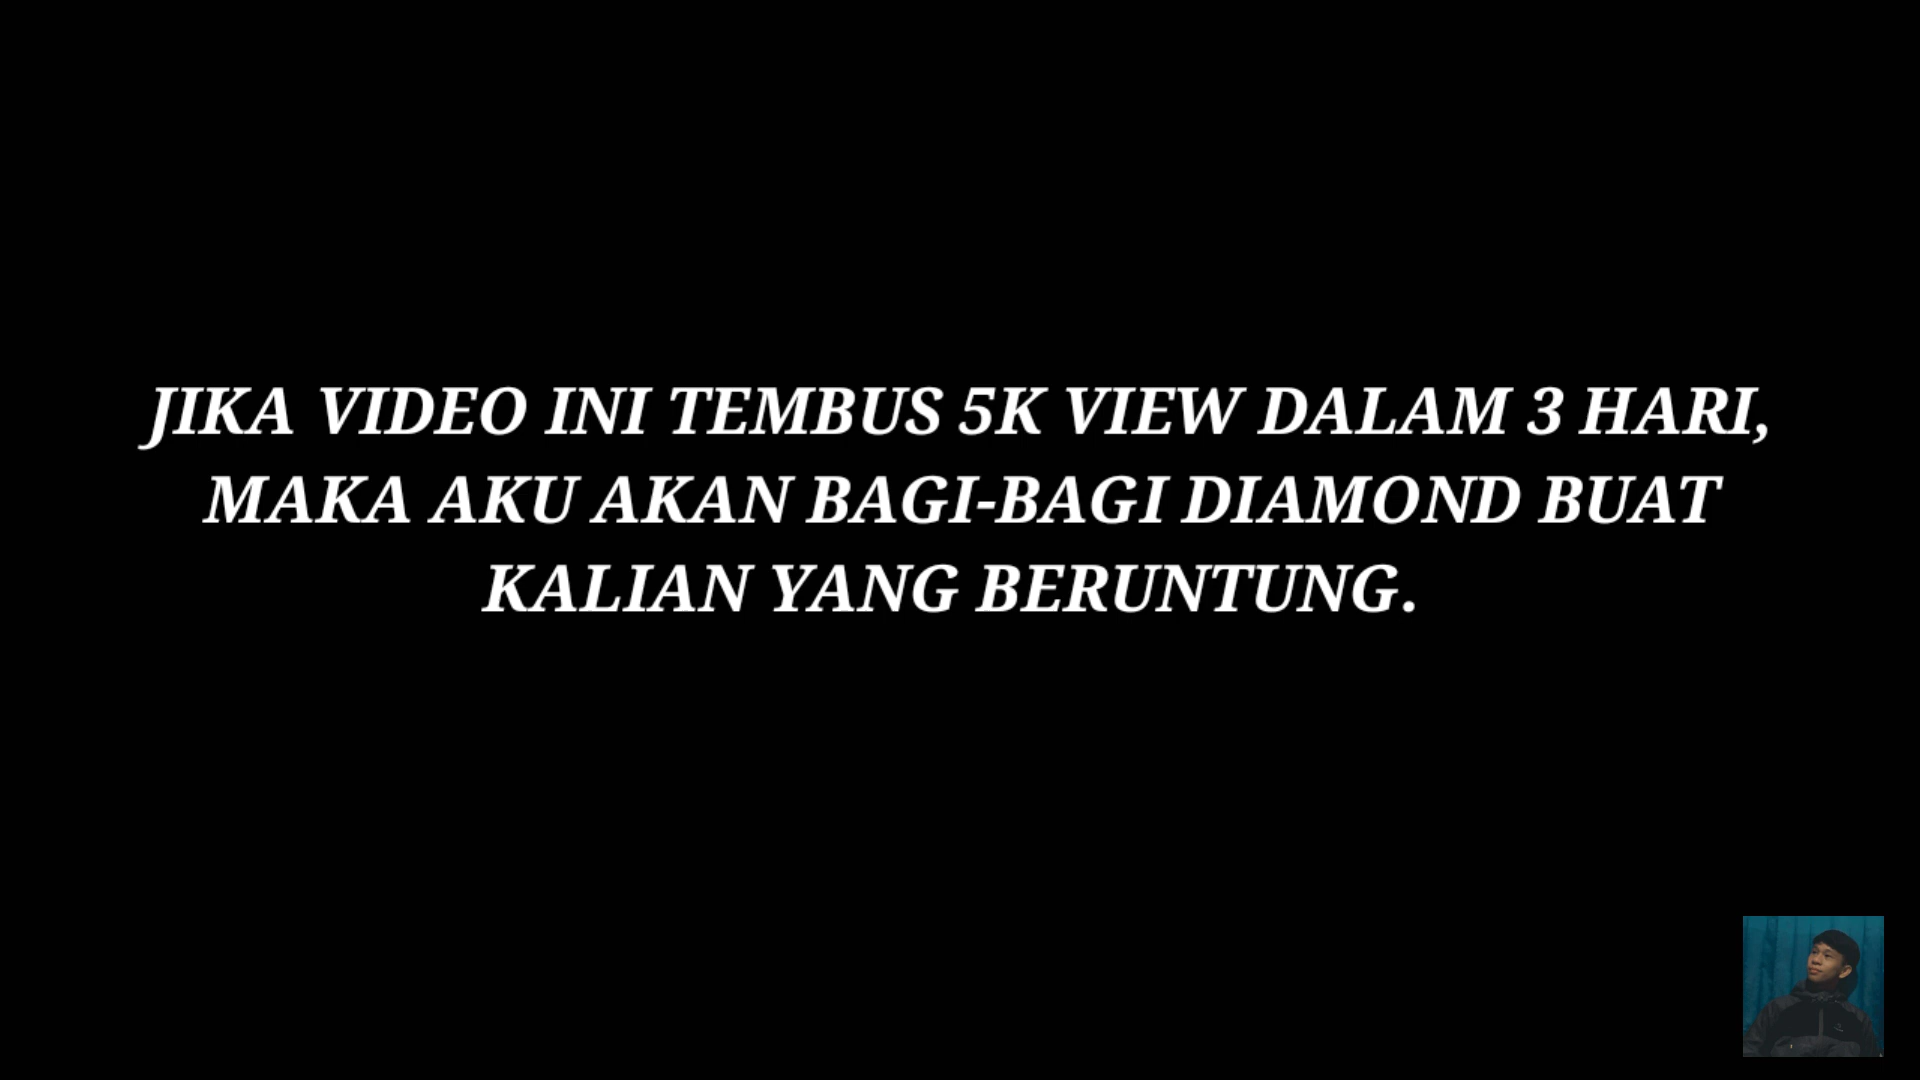 JIKA VIDEO INI TEMBUS 5K VIEW DALAM 3 HARI,
MAKA AKU AKAN BAGI-BAGI DIAMOND BUAT
KALIAN YANG BERUNTUNG.